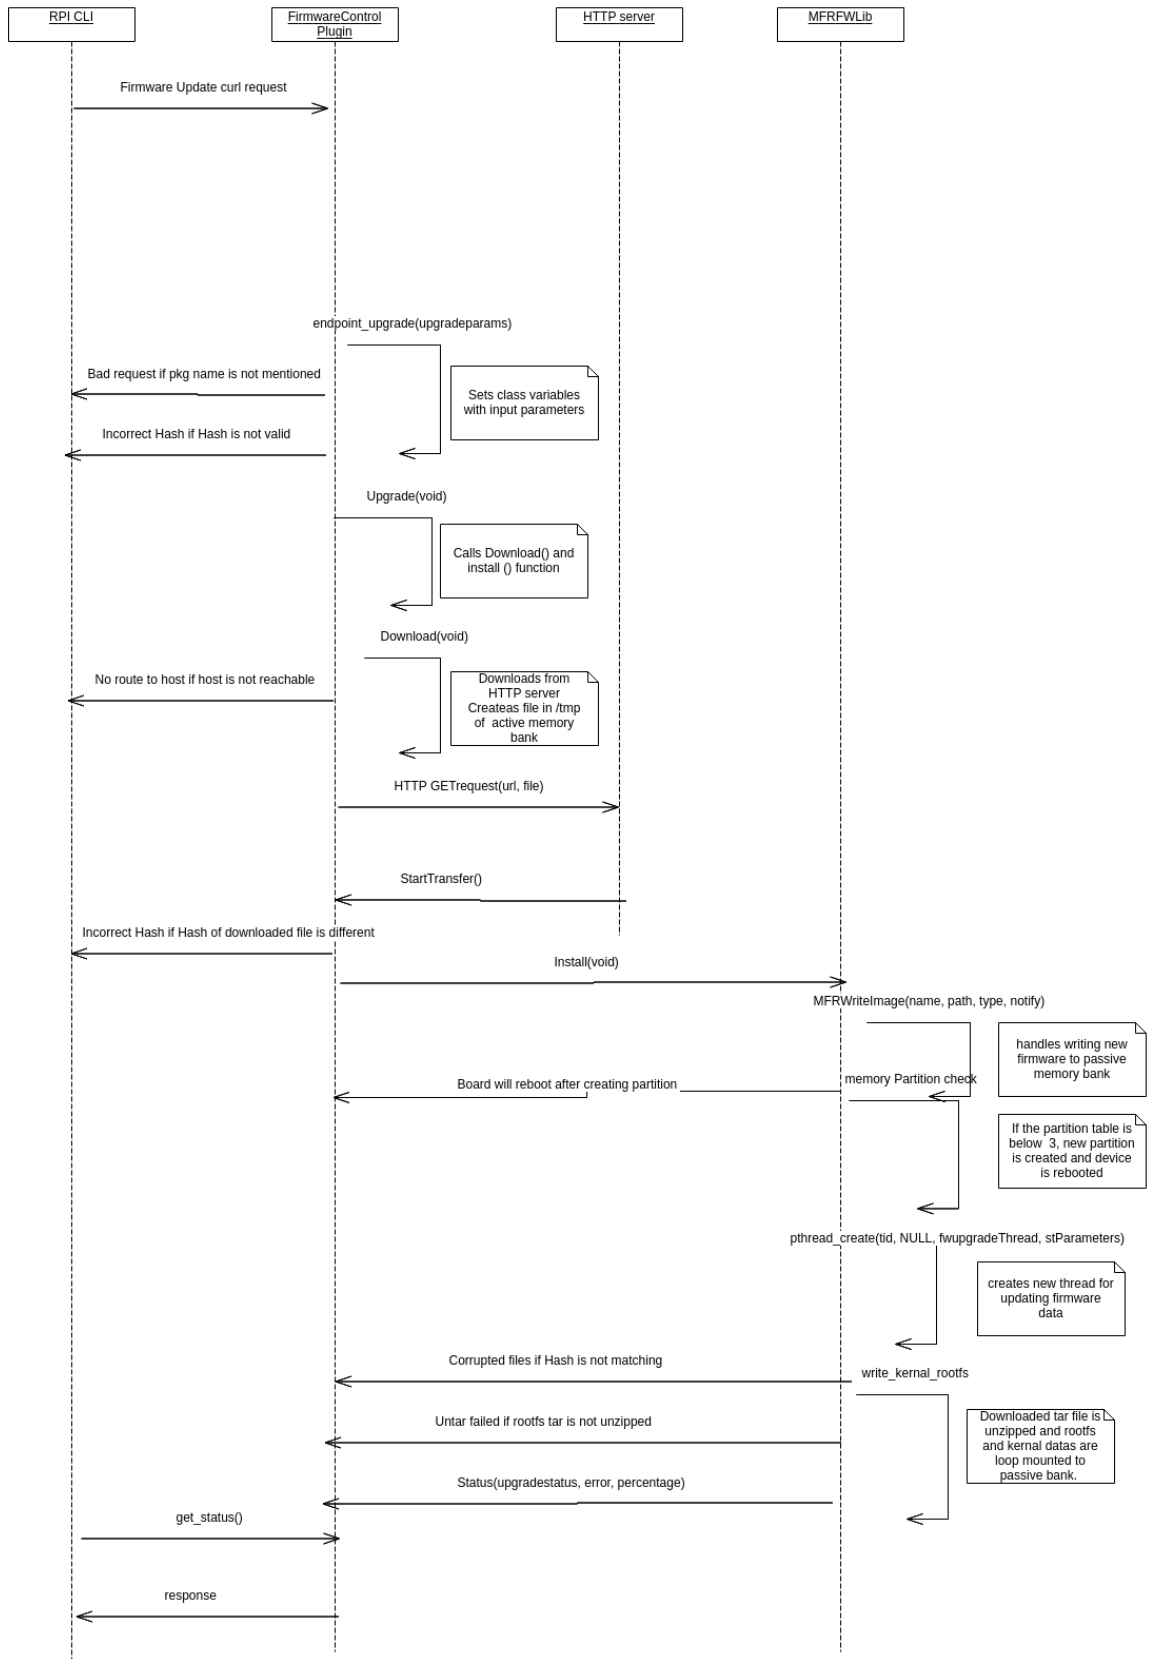 RPI CLI
FirmwareControl
Plugin
HTTP server
MFRFWLib
Firmware Update curl request
endpoint_upgrade(upgradeparams)
Bad request if pkg name is not mentioned
Sets class variables
with input parameters
Incorrect Hash if Hash is not valid
Upgrade(void)
Calls Download() and
install () function
Download(void)
No route to host if host is not reachable
Downloads from
HTTP server
Createas file in /tmp
of  active memory
bank
HTTP GETrequest(url, file)
StartTransfer()
Incorrect Hash if Hash of downloaded file is different
Install(void)
MFRWriteImage(name, path, type, notify)
handles writing new
firmware to passive
memory bank
Board will reboot after creating partition
memory Partition check
If the partition table is
below  3, new partition
is created and device
is rebooted
pthread_create(tid, NULL, fwupgradeThread, stParameters)
creates new thread for
updating firmware
data
Corrupted files if Hash is not matching
write_kernal_rootfs
Downloaded tar file is
unzipped and rootfs
and kernal datas are
loop mounted to
passive bank.
Untar failed if rootfs tar is not unzipped
Status(upgradestatus, error, percentage)
get_status()
response